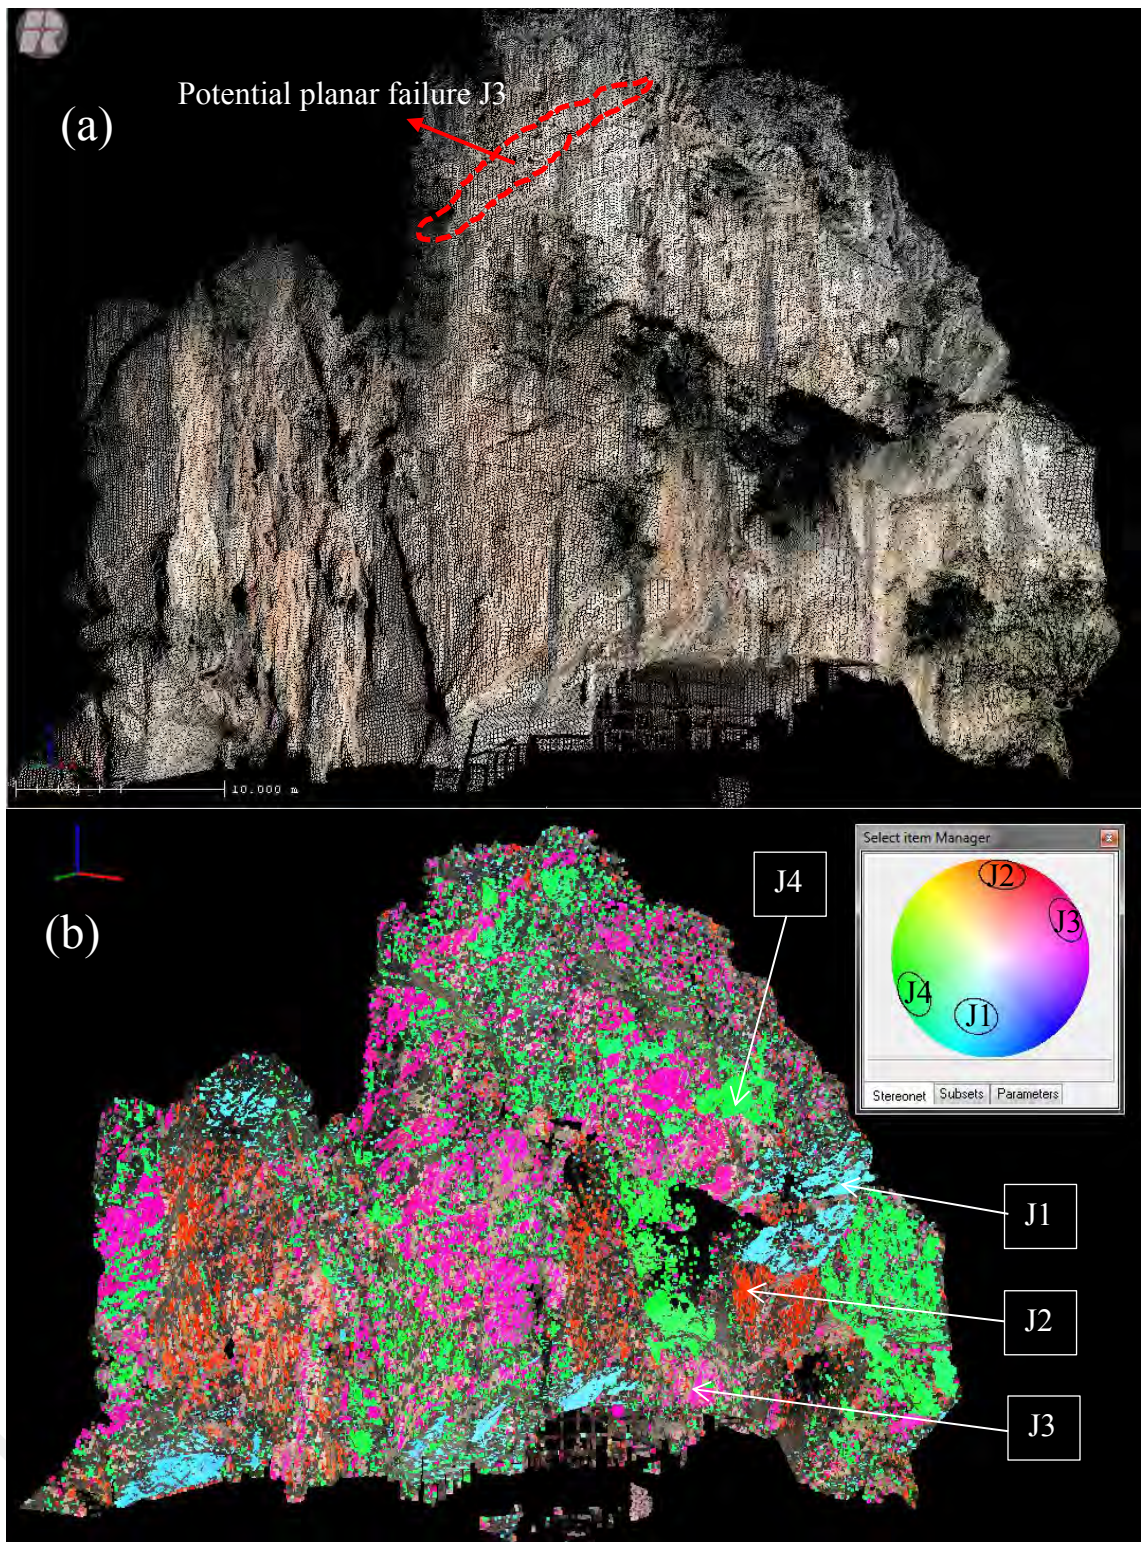 Potential planar failure J3
(a)
10.000 m
(b)
J4
Select item Manager
J2
J3
J4
J1
Stereonet Subsets Parameters
J1
J2
J3